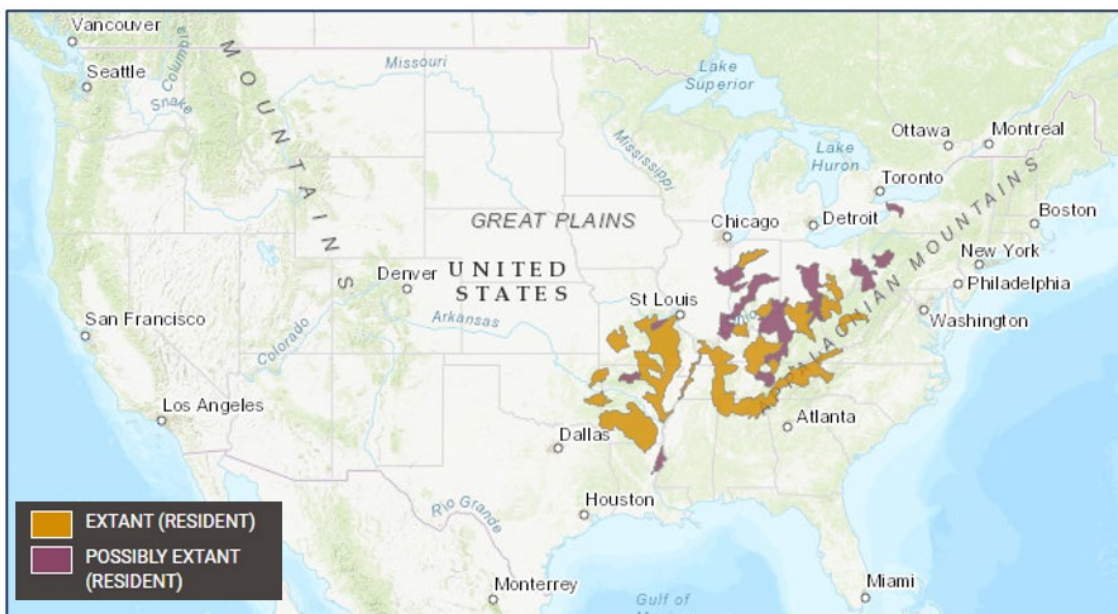 Vancouver
Seattle
Columbia
Snake
MOUNTAINS
Missouri
Mississippi
Lake
Superior
Lake
Huron
Ottawa
Montreal
Toronto
Boston
Chicago
Detroit
GREAT PLAINS
New York
Philadelphia
Washington
APPALACHIAN MOUNTAINS
Denver
UNITED
STATES
St Louis
Ohio
San Francisco
Colorado
Arkansas
Los Angeles
Atlanta
Dallas
Houston
Rio Grande
Monterrey
Miami
Gulf of
EXTANT (RESIDENT)
POSSIBLY EXTANT
(RESIDENT)